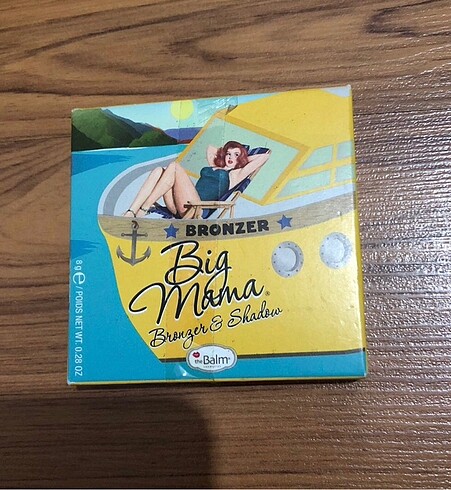 BRONZER
Big
Mama®
Bronzer & Shadow
theBalm®
8 g ℮ / POIDS NET WT. 0.28 OZ